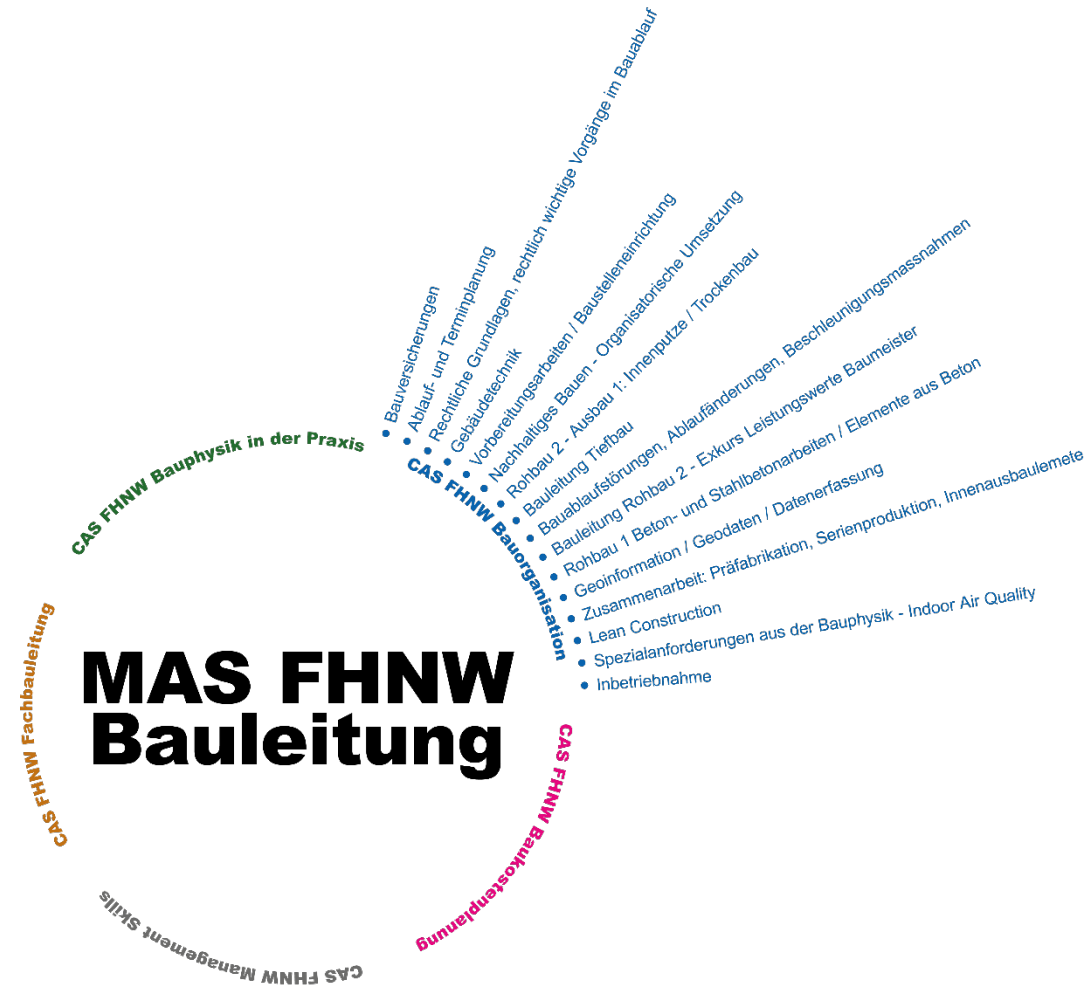 Bauversicherungen
Ablauf- und Terminplanung
Rechtliche Grundlagen, rechtlich wichtige Vorgänge im Bauablauf
Gebäudetechnik
Vorbereitungsarbeiten / Baustelleneinrichtung
Nachhaltiges Bauen - Organisatorische Umsetzung
Rohbau 2 - Ausbau 1: Innenputze / Trockenbau
Bauleitung Tiefbau
Bauablaufstörungen, Ablaufänderungen, Beschleunigungsmassnahmen
Bauleitung Rohbau 2 - Exkurs Leistungswerte Baumeister
Rohbau 1 Beton- und Stahlbetonarbeiten / Elemente aus Beton
Geoinformation / Geodaten / Datenerfassung
Zusammenarbeit: Präfabrikation, Serienproduktion, Innenausbaulemete
Lean Construction
Spezialanforderungen aus der Bauphysik - Indoor Air Quality
Inbetriebnahme
CAS FHNW Bauphysik in der Praxis
CAS FHNW Bauorganisation
CAS FHNW Baukostenplanung
CAS FHNW Management Skills
CAS FHNW Fachbauleitung
MAS FHNW
Bauleitung